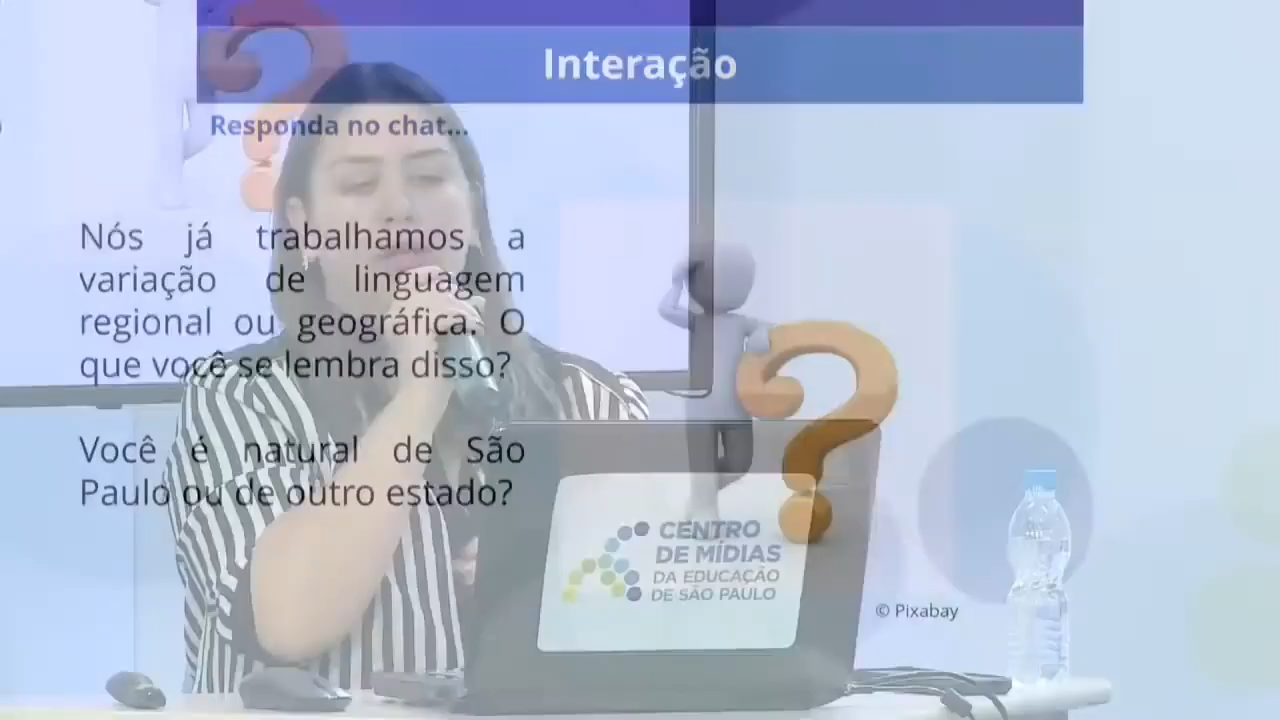 Interação
Responda no chat...
Nós já trabalhamos a
variação de linguagem
regional ou geográfica. O
que você se lembra disso?
Você é natural de São
Paulo ou de outro estado?
CENTRO
DE MÍDIAS
DA EDUCAÇÃO
DE SÃO PAULO
© Pixabay